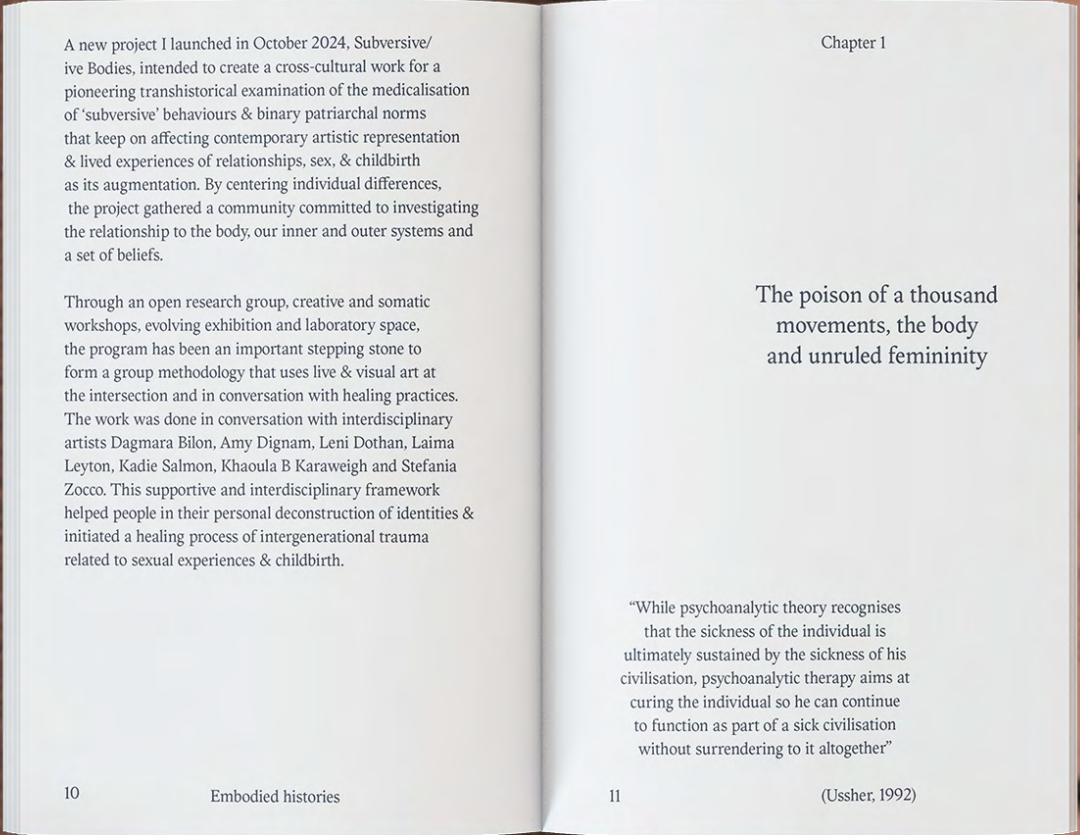 A new project I launched in October 2024, Subversive/
ive Bodies, intended to create a cross-cultural work for a
pioneering transhistorical examination of the medicalisation
of ‘subversive’ behaviours & binary patriarchal norms
that keep on affecting contemporary artistic representation
& lived experiences of relationships, sex, & childbirth
as its augmentation. By centering individual differences,
the project gathered a community committed to investigating
the relationship to the body, our inner and outer systems and
a set of beliefs.
Through an open research group, creative and somatic
workshops, evolving exhibition and laboratory space,
the program has been an important stepping stone to
form a group methodology that uses live & visual art at
the intersection and in conversation with healing practices.
The work was done in conversation with interdisciplinary
artists Dagmara Bilon, Amy Dignam, Leni Dothan, Laima
Leyton, Kadie Salmon, Khaoula B Karaweigh and Stefania
Zocco. This supportive and interdisciplinary framework
helped people in their personal deconstruction of identities &
initiated a healing process of intergenerational trauma
related to sexual experiences & childbirth.
10
Embodied histories
Chapter 1
The poison of a thousand
movements, the body
and unruled femininity
“While psychoanalytic theory recognises
that the sickness of the individual is
ultimately sustained by the sickness of his
civilisation, psychoanalytic therapy aims at
curing the individual so he can continue
to function as part of a sick civilisation
without surrendering to it altogether”
11
(Ussher, 1992)